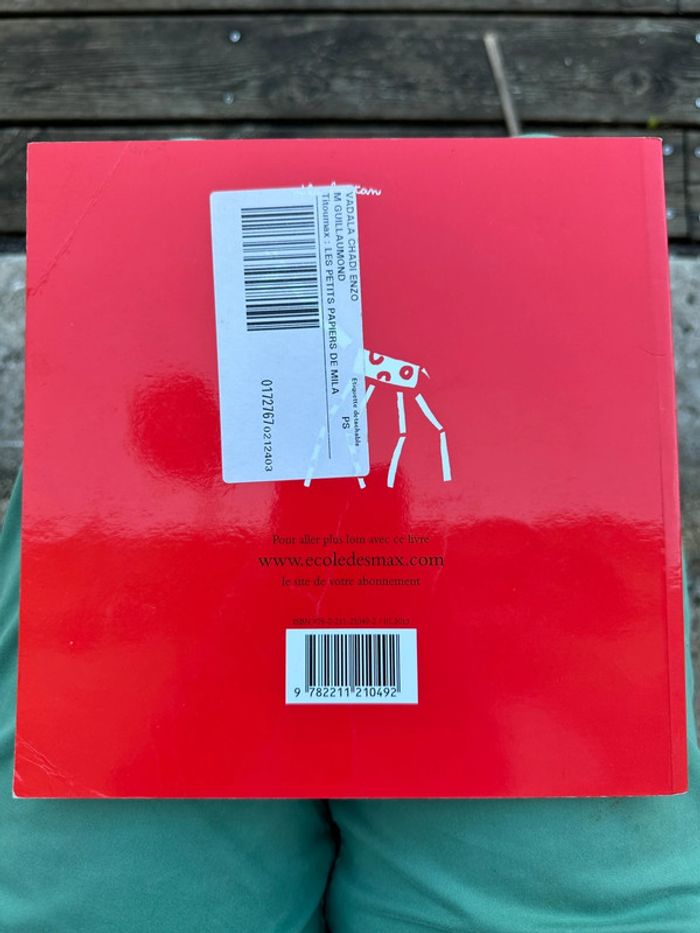 VADALA CHADI ENZO
M GUILLAUMOND
Titoumax : LES PETITS PAPIERS DE MILA
PS
Etiquette detachable
0172767 0212403
Pour aller plus loin avec ce livre
www.ecoledesmax.com
le site de votre abonnement
9 782211 210492